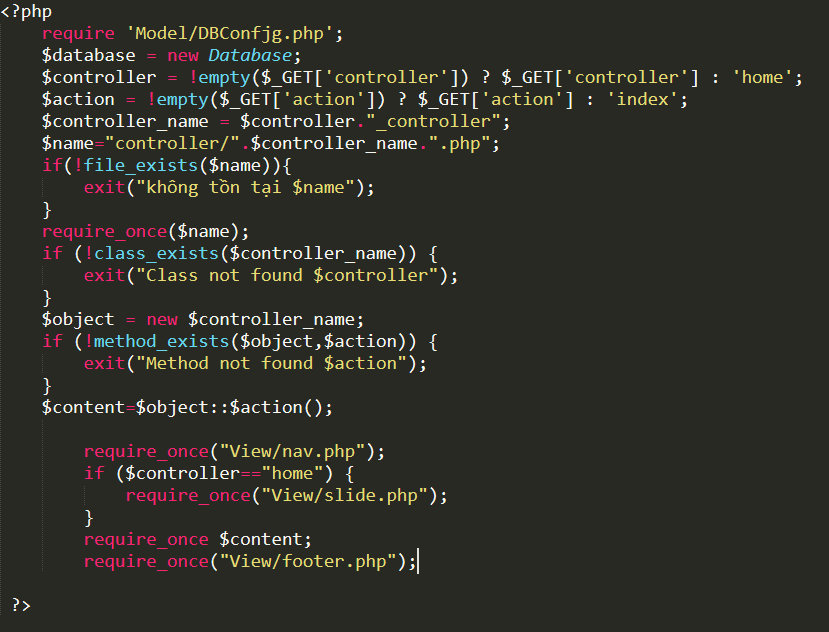 <?php
require 'Model/DBConfjg.php';
$database = new Database;
$controller = !empty($_GET['controller']) ? $_GET['controller'] : 'home';
$action = !empty($_GET['action']) ? $_GET['action'] : 'index';
$controller_name = $controller."_controller";
$name="controller/".$controller_name.".php";
if(!file_exists($name)){
exit("không tồn tại $name");
}
require_once($name);
if (!class_exists($controller_name)) {
exit("Class not found $controller");
}
$object = new $controller_name;
if (!method_exists($object,$action)) {
exit("Method not found $action");
}
$content=$object::$action();
require_once("View/nav.php");
if ($controller=="home") {
require_once("View/slide.php");
}
require_once $content;
require_once("View/footer.php");
?>